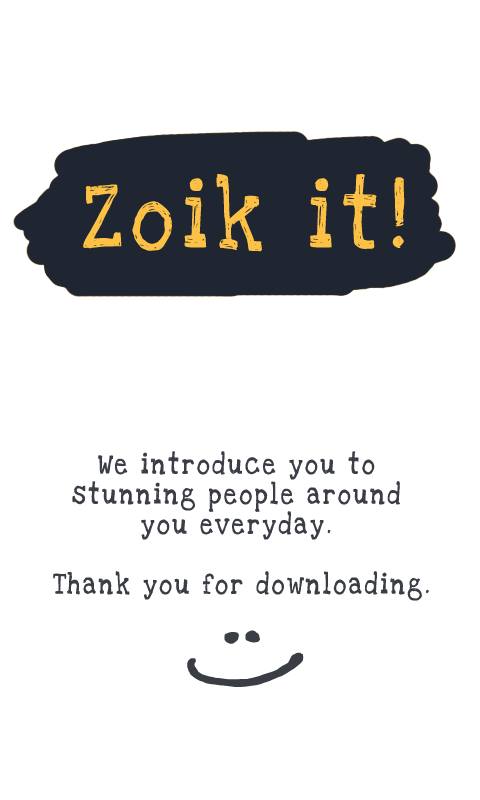 Zoik it!
We introduce you to
stunning people around
you everyday.
Thank you for downloading.